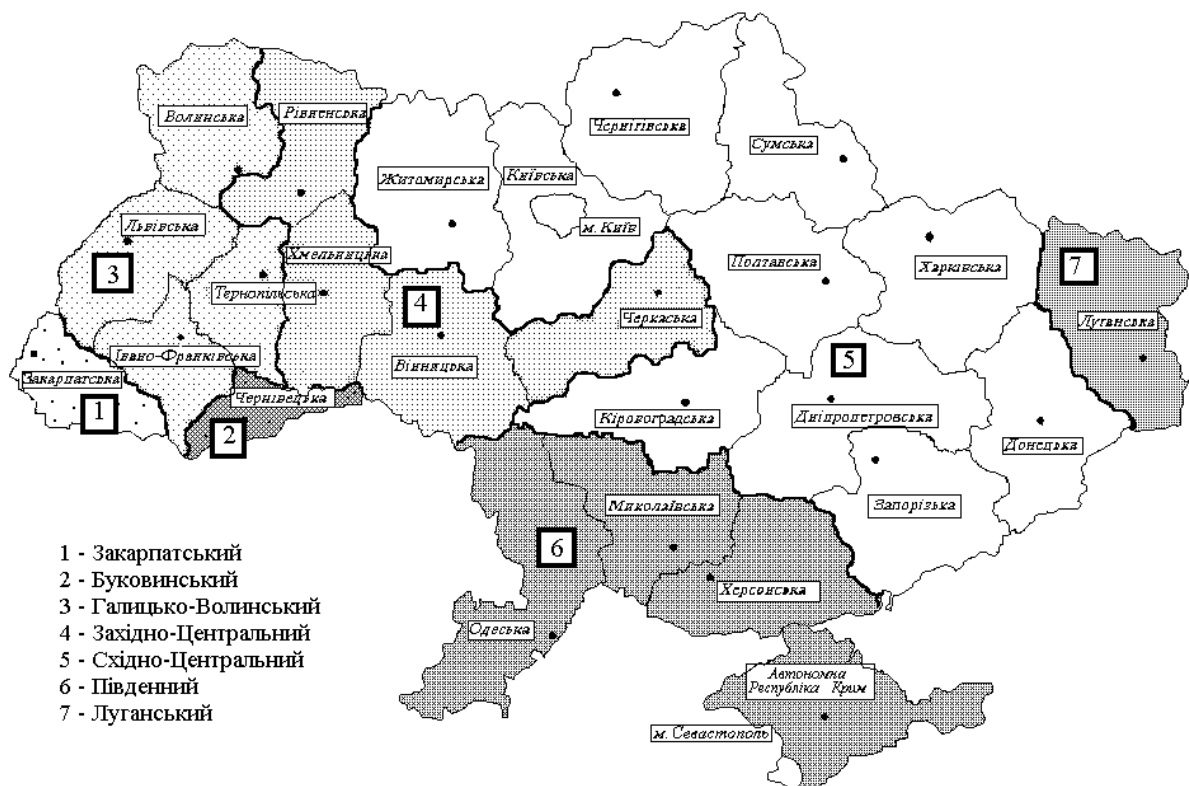 Волинська
Рівненська
Чернігівська
Сумська
Житомирська
Київська
м. Київ
Львівська
3
Хмельницька
Тернопільська
4
Полтавська
Харківська
7
Луганська
Черкаська
Івано-Франківська
Вінницька
5
Закарпатська
1
Чернівецька
2
Кіровоградська
Дніпропетровська
Донецька
Запорізька
Миколаївська
6
Херсонська
Одеська
Автономна
Республіка Крим
м. Севастополь
1 - Закарпатський
2 - Буковинський
3 - Галицько-Волинський
4 - Західно-Центральний
5 - Східно-Центральний
6 - Південний
7 - Луганський